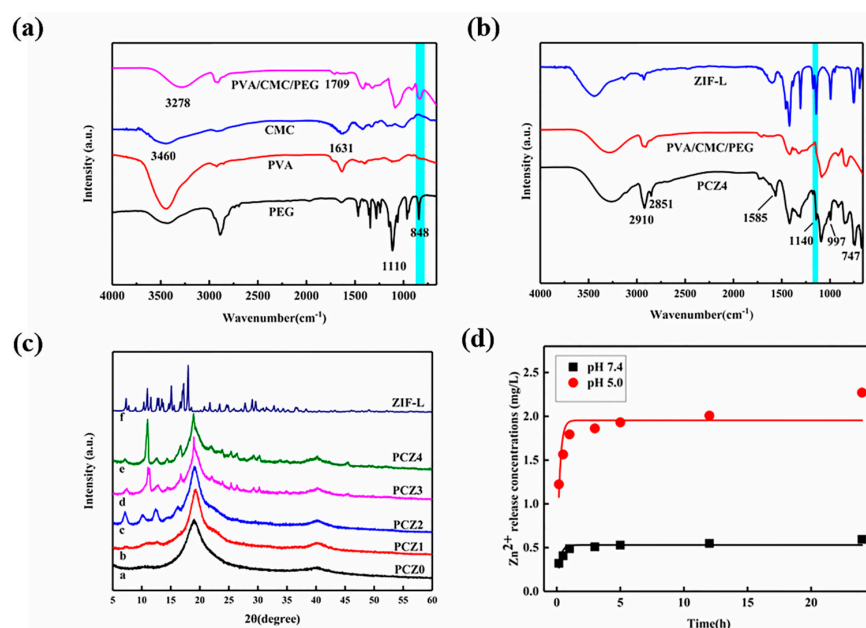 (a)
Intensity (a.u.)
3278
PVA/CMC/PEG
1709
CMC
3460
1631
PVA
PEG
848
1110
4000 3500 3000 2500 2000 1500 1000
Wavenumber(cm⁻¹)
(b)
Intensity (a.u.)
ZIF-L
PVA/CMC/PEG
PCZ4
2851
2910
1585
1140
997
747
4000 3500 3000 2500 2000 1500 1000
Wavenumber(cm⁻¹)
(c)
Intensity (a.u.)
ZIF-L
f
PCZ4
e
PCZ3
d
PCZ2
c
PCZ1
b
PCZ0
a
5 10 15 20 25 30 35 40 45 50 55 60
2θ(degree)
(d)
Zn²⁺ release concentrations (mg/L)
pH 7.4
pH 5.0
2.5
2.0
1.5
1.0
0.5
0.0
0 5 10 15 20
Time(h)